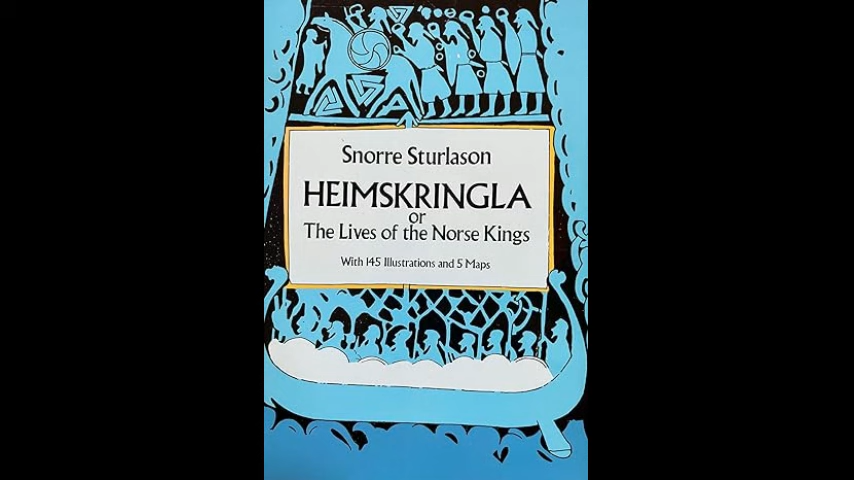 Snorre Sturlason
HEIMSKRINGLA
or
The Lives of the Norse Kings
With 145 Illustrations and 5 Maps